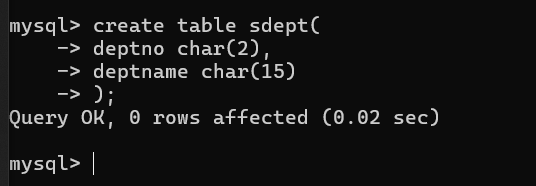 mysql> create table sdept(
    -> deptno char(2),
    -> deptname char(15)
    -> );
Query OK, 0 rows affected (0.02 sec)
mysql>